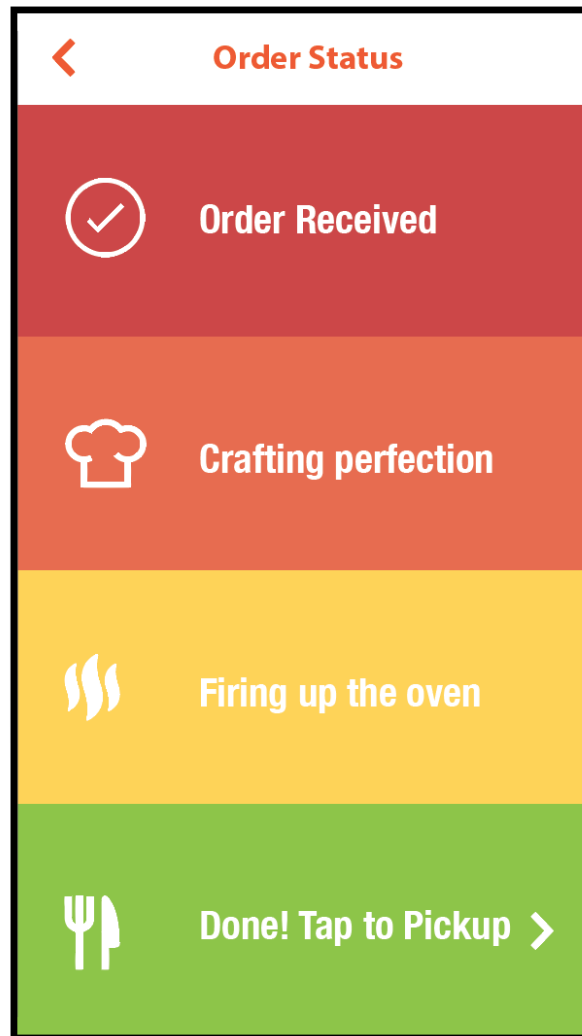 Order Status
Order Received
Crafting perfection
Firing up the oven
Done! Tap to Pickup